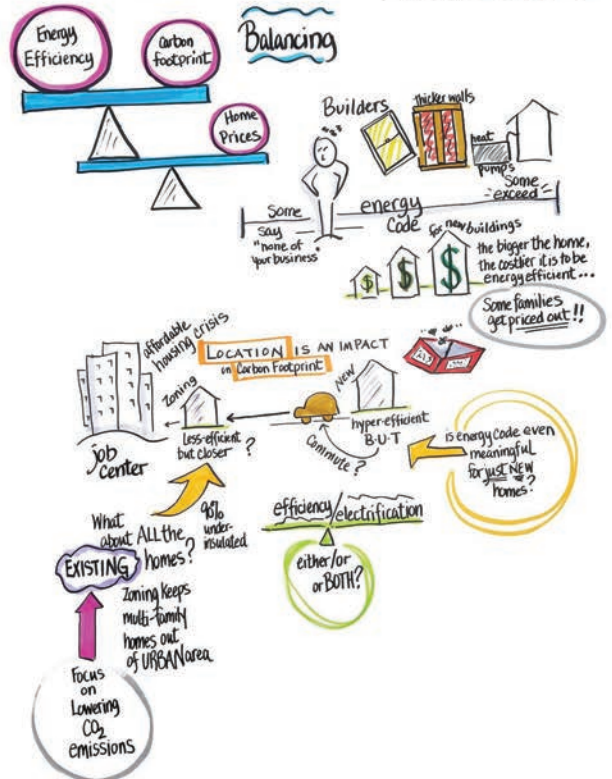 Energy
Efficiency
Carbon
footprint
Balancing
Home
Prices
Builders
thicker walls
heat
pumps
Some
exceed
Some
say
"none of
your business"
energy
Code
for new buildings
$ $ $
the bigger the home,
the costlier it is to be
energy efficient...
Some families
get priced out!!
affordable
housing crisis
LOCATION IS AN IMPACT
on Carbon Footprint
Zoning
NEW
job
center
less-efficient
but closer ?
Commute?
hyper-efficient
B·U·T
is energy code even
meaningful
for just NEW
homes?
What
about ALL the
EXISTING homes?
90%
under-
insulated
efficiency/electrification
either/or
or BOTH?
Zoning keeps
multi-family
homes out
of URBAN area
Focus
on
Lowering
CO₂
emissions